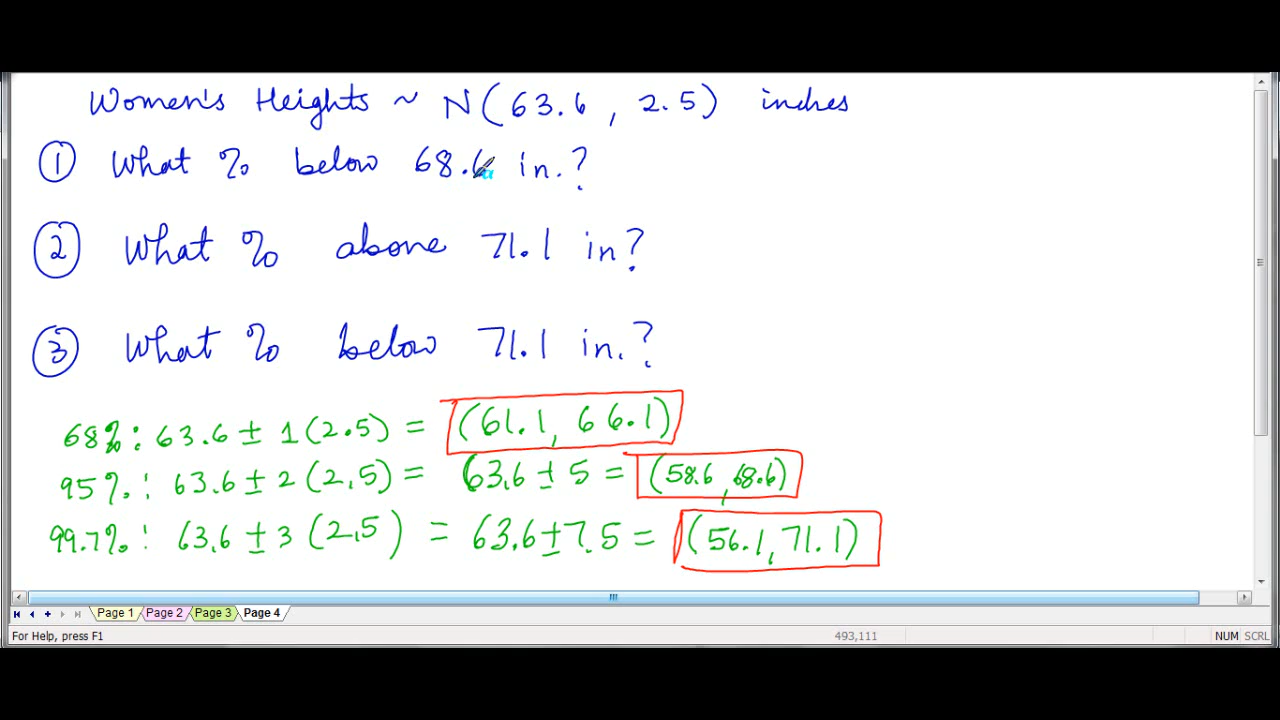 Women's Heights ~ N(63.6, 2.5) inches
① What % below 68.6 in.?
② What % above 71.1 in?
③ What % below 71.1 in.?
68%: 63.6 ± 1(2.5) = (61.1, 66.1)
95%: 63.6 ± 2(2.5) = (63.6 ± 5 = (58.6, 68.6)
99.7%: 63.6 ± 3(2.5) = 63.6 ± 7.5 = (56.1, 71.1)
Page 1 Page 2 Page 3 Page 4
For Help, press F1 493,111 NUM SCRL